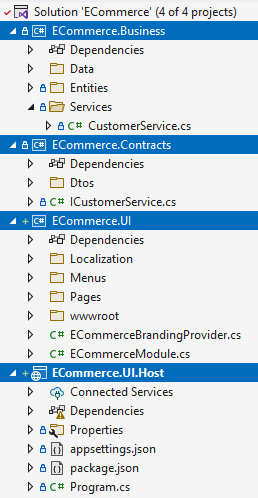 Solution 'ECommerce' (4 of 4 projects)
C# ECommerce.Business
Dependencies
Data
Entities
Services
C# CustomerService.cs
C# ECommerce.Contracts
Dependencies
Dtos
C# ICustomerService.cs
C# ECommerce.UI
Dependencies
Localization
Menus
Pages
wwwroot
C# ECommerceBrandingProvider.cs
C# ECommerceModule.cs
ECommerce.UI.Host
Connected Services
Dependencies
Properties
appsettings.json
package.json
C# Program.cs